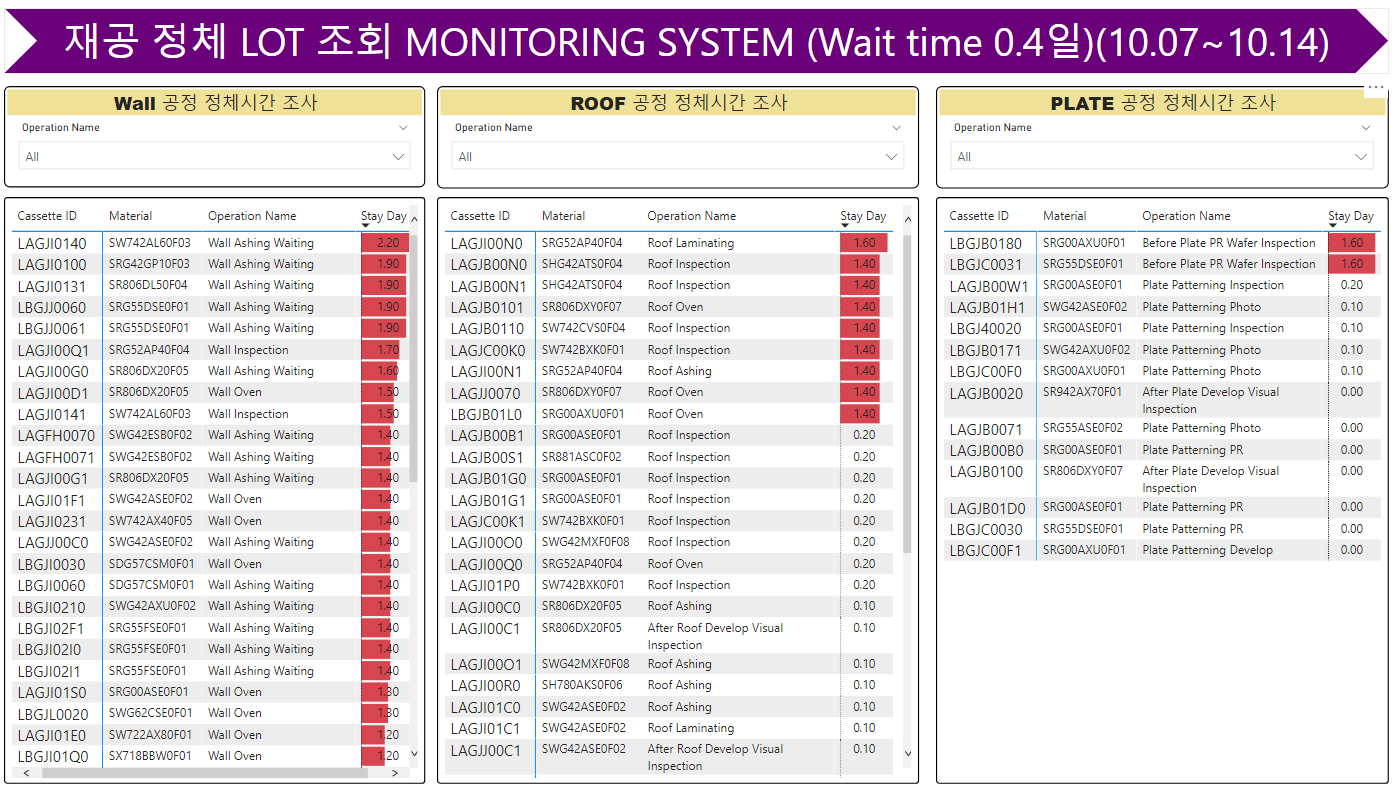 재공 정체 LOT 조회 MONITORING SYSTEM (Wait time 0.4일)(10.07~10.14)
Wall 공정 정체시간 조사
Operation Name
All
Cassette ID Material Operation Name Stay Day
LAGJI0140 SW742AL60F03 Wall Ashing Waiting 2.20
LAGJI0100 SRG42GP10F03 Wall Ashing Waiting 1.90
LAGJI0131 SR806DL50F04 Wall Ashing Waiting 1.90
LBGJJ0060 SRG55DSE0F01 Wall Ashing Waiting 1.90
LBGJJ0061 SRG55DSE0F01 Wall Ashing Waiting 1.90
LAGJI00Q1 SRG52AP40F04 Wall Inspection 1.70
LAGJI00G0 SR806DX20F05 Wall Ashing Waiting 1.60
LAGJI00D1 SR806DX20F05 Wall Oven 1.50
LAGJI0141 SW742AL60F03 Wall Inspection 1.50
LAGFH0070 SWG42ESB0F02 Wall Ashing Waiting 1.40
LAGFH0071 SWG42ESB0F02 Wall Ashing Waiting 1.40
LAGJI00G1 SR806DX20F05 Wall Ashing Waiting 1.40
LAGJI01F1 SWG42ASE0F02 Wall Oven 1.40
LAGJI0231 SW742AX40F05 Wall Oven 1.40
LAGJJ00C0 SWG42ASE0F02 Wall Ashing Waiting 1.40
LBGJI0030 SDG57CSM0F01 Wall Oven 1.40
LBGJI0060 SDG57CSM0F01 Wall Ashing Waiting 1.40
LBGJI0210 SWG42AXU0F02 Wall Ashing Waiting 1.40
LBGJI02F1 SRG55FSE0F01 Wall Ashing Waiting 1.40
LBGJI02I0 SRG55FSE0F01 Wall Ashing Waiting 1.40
LBGJI02I1 SRG55FSE0F01 Wall Ashing Waiting 1.40
LAGJI01S0 SRG00ASE0F01 Wall Oven 1.30
LBGJL0020 SWG62CSE0F01 Wall Oven 1.30
LAGJI01E0 SW722AX80F01 Wall Oven 1.20
LBGJI01Q0 SX718BBW0F01 Wall Oven 1.20
ROOF 공정 정체시간 조사
Operation Name
All
Cassette ID Material Operation Name Stay Day
LAGJI00N0 SRG52AP40F04 Roof Laminating 1.60
LAGJB00N0 SHG42ATS0F04 Roof Inspection 1.40
LAGJB00N1 SHG42ATS0F04 Roof Inspection 1.40
LAGJB0101 SR806DXY0F07 Roof Oven 1.40
LAGJB0110 SW742CVS0F04 Roof Inspection 1.40
LAGJC00K0 SW742BXK0F01 Roof Inspection 1.40
LAGJI00N1 SRG52AP40F04 Roof Ashing 1.40
LAGJJ0070 SR806DXY0F07 Roof Oven 1.40
LBGJB01L0 SRG00AXU0F01 Roof Oven 1.40
LAGJB00B1 SRG00ASE0F01 Roof Inspection 0.20
LAGJB00S1 SR881ASC0F02 Roof Inspection 0.20
LAGJB01G0 SRG00ASE0F01 Roof Inspection 0.20
LAGJB01G1 SRG00ASE0F01 Roof Inspection 0.20
LAGJC00K1 SW742BXK0F01 Roof Inspection 0.20
LAGJI00O0 SWG42MXF0F08 Roof Inspection 0.20
LAGJI00Q0 SRG52AP40F04 Roof Oven 0.20
LAGJI01P0 SW742BXK0F01 Roof Inspection 0.20
LAGJI00C0 SR806DX20F05 Roof Ashing 0.10
LAGJI00C1 SR806DX20F05 After Roof Develop Visual 0.10
Inspection
LAGJI00O1 SWG42MXF0F08 Roof Ashing 0.10
LAGJI00R0 SH780AKS0F06 Roof Ashing 0.10
LAGJI01C0 SWG42ASE0F02 Roof Ashing 0.10
LAGJI01C1 SWG42ASE0F02 Roof Laminating 0.10
LAGJJ00C1 SWG42ASE0F02 After Roof Develop Visual 0.10
Inspection
PLATE 공정 정체시간 조사
Operation Name
All
Cassette ID Material Operation Name Stay Day
LBGJB0180 SRG00AXU0F01 Before Plate PR Wafer Inspection 1.60
LBGJC0031 SRG55DSE0F01 Before Plate PR Wafer Inspection 1.60
LAGJB00W1 SRG00ASE0F01 Plate Patterning Inspection 0.20
LAGJB01H1 SWG42ASE0F02 Plate Patterning Photo 0.10
LBGJ40020 SRG00ASE0F01 Plate Patterning Inspection 0.10
LBGJB0171 SWG42AXU0F02 Plate Patterning Photo 0.10
LBGJC00F0 SRG00AXU0F01 Plate Patterning Photo 0.10
LAGJB0020 SR942AX70F01 After Plate Develop Visual 0.00
Inspection
LAGJB0071 SRG55ASE0F02 Plate Patterning Photo 0.00
LAGJB00B0 SRG00ASE0F01 Plate Patterning PR 0.00
LAGJB0100 SR806DXY0F07 After Plate Develop Visual 0.00
Inspection
LAGJB01D0 SRG00ASE0F01 Plate Patterning PR 0.00
LBGJC0030 SRG55DSE0F01 Plate Patterning PR 0.00
LBGJC00F1 SRG00AXU0F01 Plate Patterning Develop 0.00